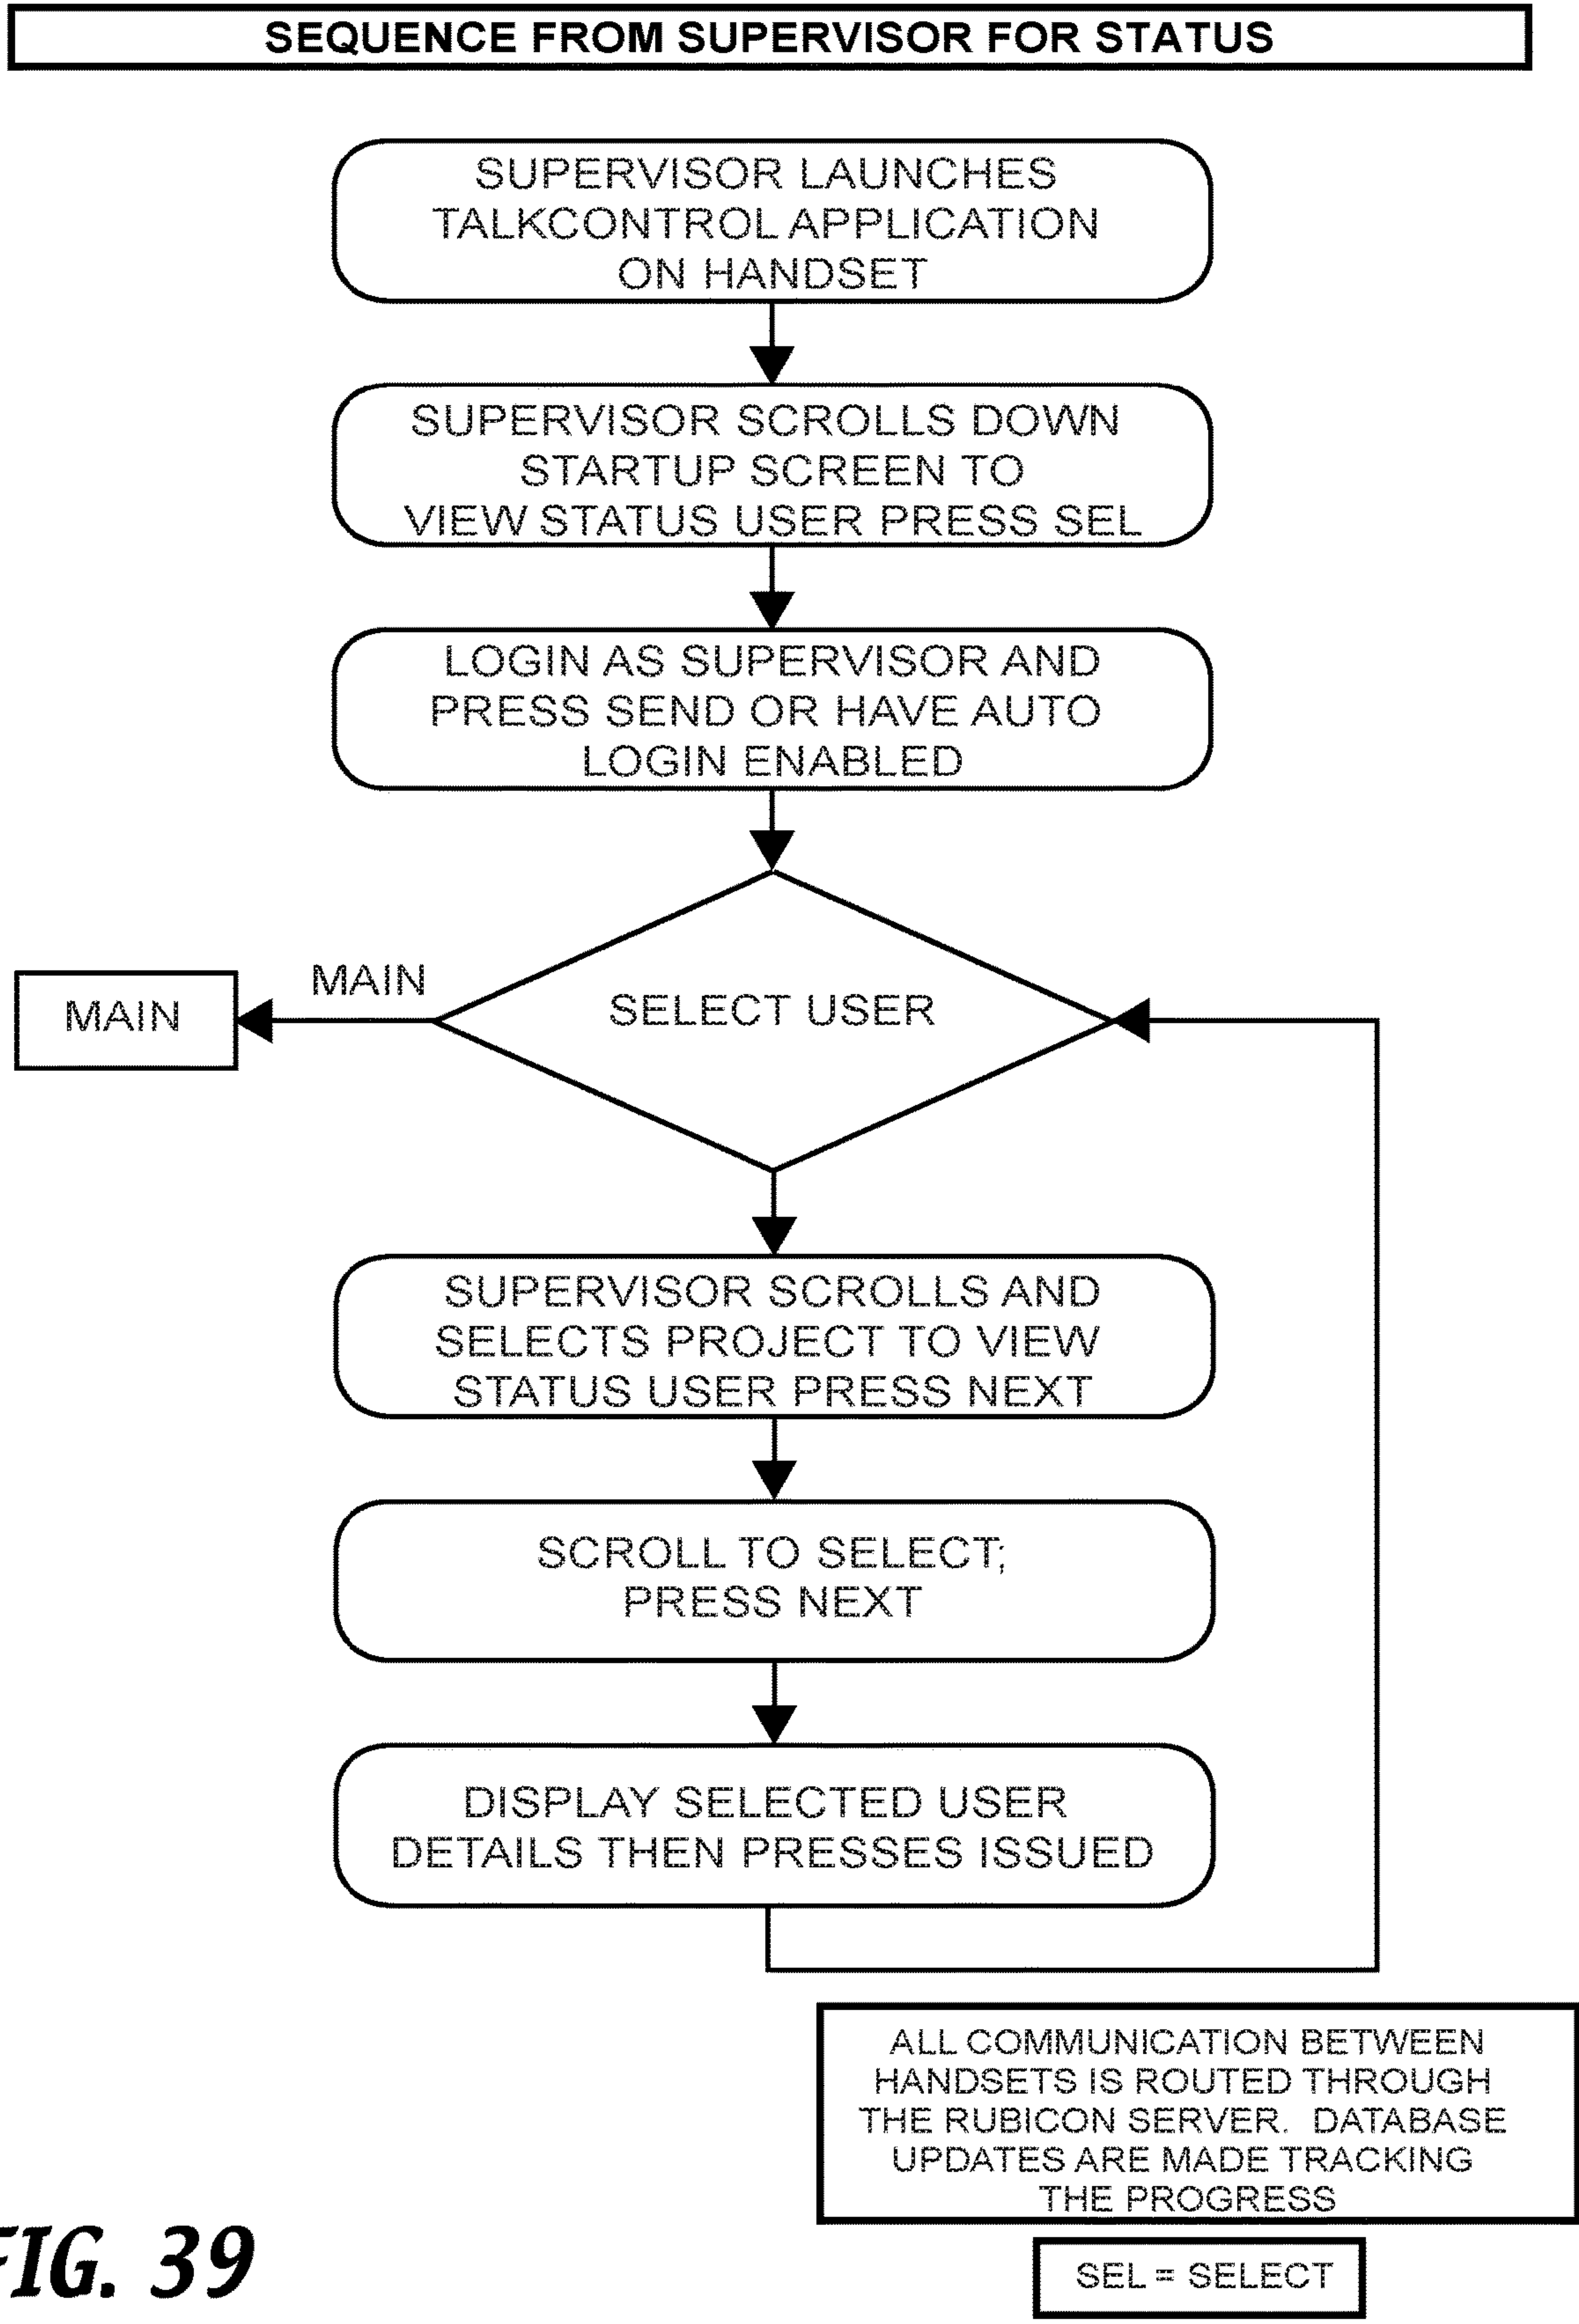 SEQUENCE FROM SUPERVISOR FOR STATUS
SUPERVISOR LAUNCHES
TALKCONTROL APPLICATION
ON HANDSET
SUPERVISOR SCROLLS DOWN
STARTUP SCREEN TO
VIEW STATUS USER PRESS SEL
LOGIN AS SUPERVISOR AND
PRESS SEND OR HAVE AUTO
LOGIN ENABLED
MAIN
MAIN
SELECT USER
SUPERVISOR SCROLLS AND
SELECTS PROJECT TO VIEW
STATUS USER PRESS NEXT
SCROLL TO SELECT;
PRESS NEXT
DISPLAY SELECTED USER
DETAILS THEN PRESSES ISSUED
ALL COMMUNICATION BETWEEN
HANDSETS IS ROUTED THROUGH
THE RUBICON SERVER. DATABASE
UPDATES ARE MADE TRACKING
THE PROGRESS
FIG. 39
SEL = SELECT